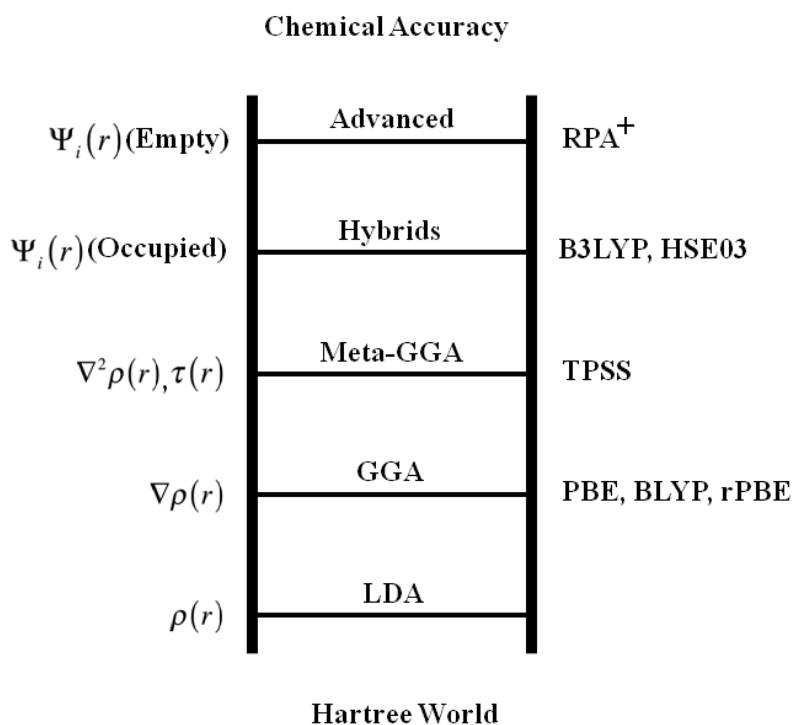 Chemical Accuracy
Ψᵢ(r)(Empty) Advanced RPA⁺
Ψᵢ(r)(Occupied) Hybrids B3LYP, HSE03
∇²ρ(r),τ(r) Meta-GGA TPSS
∇ρ(r) GGA PBE, BLYP, rPBE
ρ(r) LDA
Hartree World